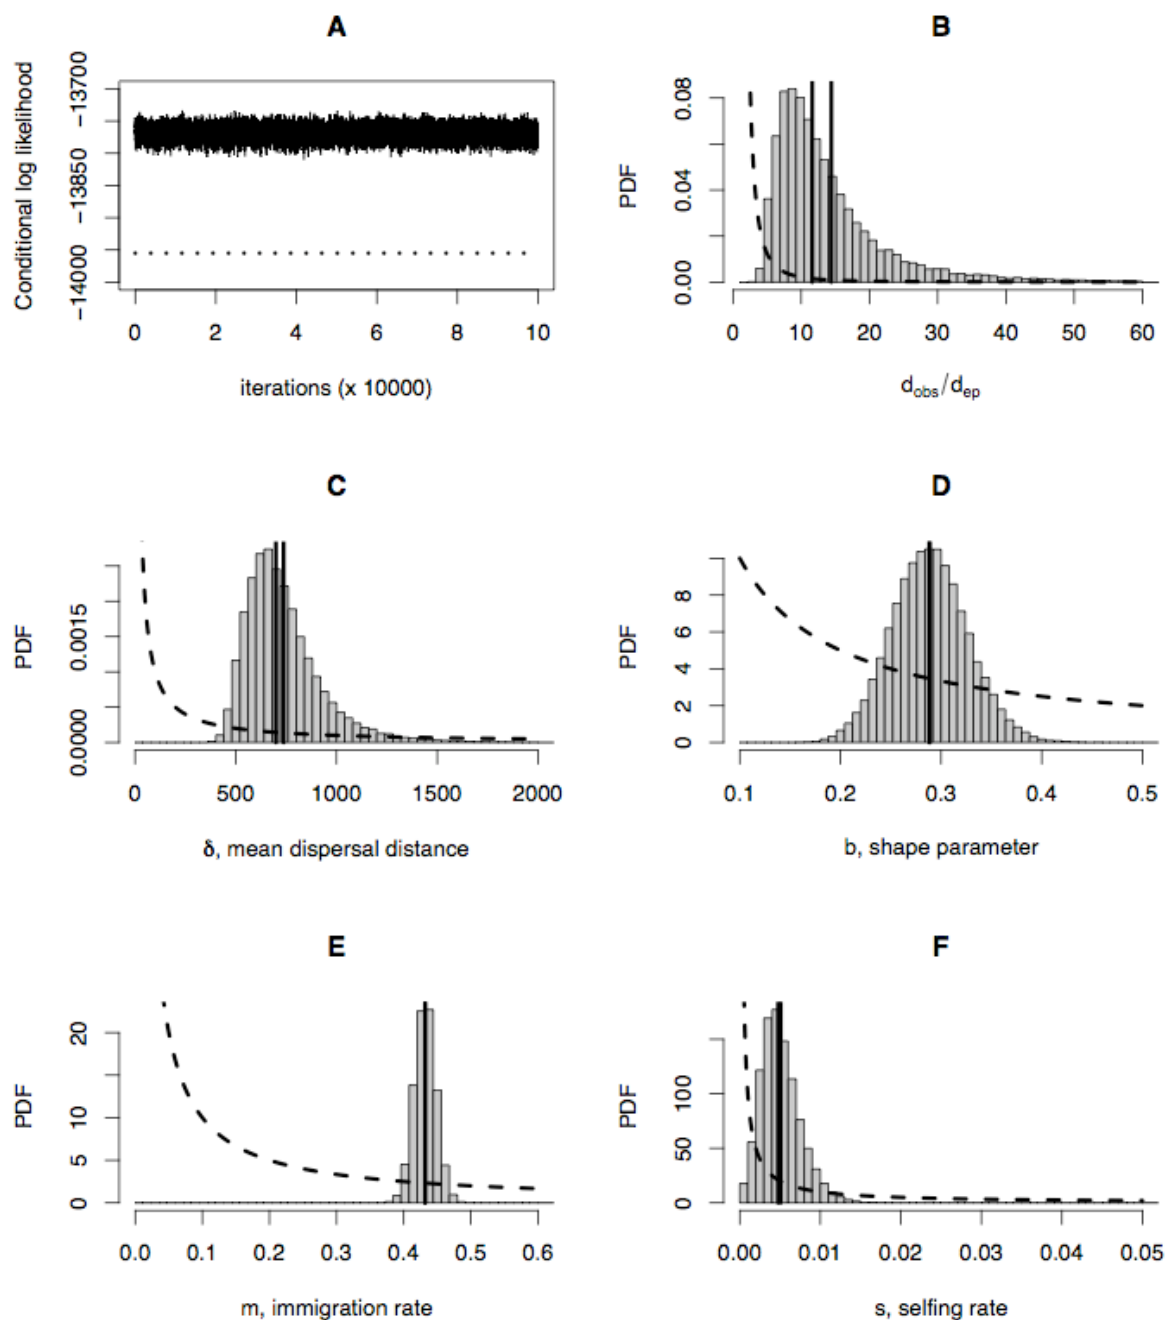 A
Conditional log likelihood
-13700
-13850
-14000
0 2 4 6 8 10
iterations (x 10000)
B
PDF
0.08
0.04
0.00
0 10 20 30 40 50 60
d_obs/d_ep
C
PDF
0.0015
0.0000
0 500 1000 1500 2000
δ, mean dispersal distance
D
PDF
8
6
4
2
0
0.1 0.2 0.3 0.4 0.5
b, shape parameter
E
PDF
20
10
5
0
0.0 0.1 0.2 0.3 0.4 0.5 0.6
m, immigration rate
F
PDF
100
50
0
0.00 0.01 0.02 0.03 0.04 0.05
s, selfing rate